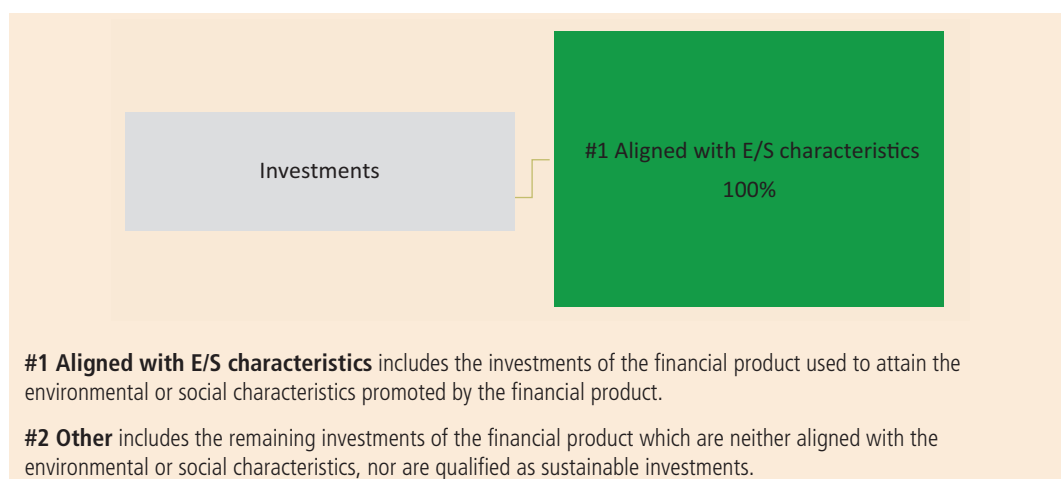 Investments
#1 Aligned with E/S characteristics
100%
#1 Aligned with E/S characteristics includes the investments of the financial product used to attain the
environmental or social characteristics promoted by the financial product.
#2 Other includes the remaining investments of the financial product which are neither aligned with the
environmental or social characteristics, nor are qualified as sustainable investments.